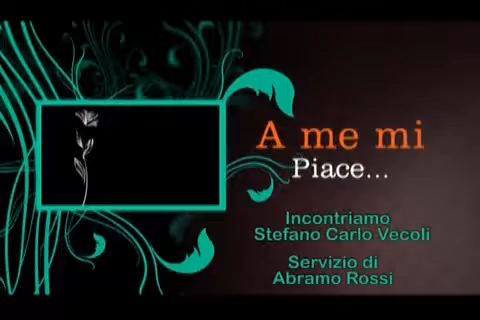 A me mi
Piace...
Incontriamo
Stefano Carlo Vecoli
Servizio di
Abramo Rossi